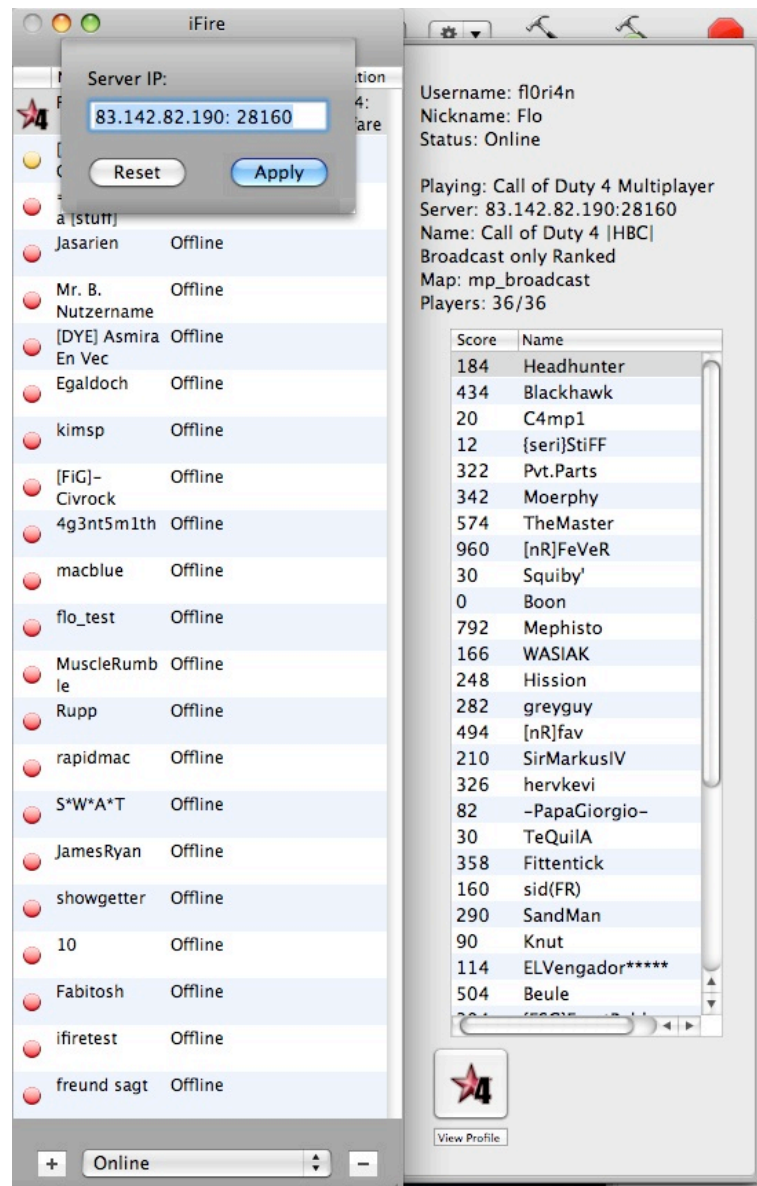 iFire
Server IP:
83.142.82.190: 28160
Reset
Apply
4:
a [stuff]
Jasarien Offline
Mr. B. Offline
Nutzername
[DYE] Asmira Offline
En Vec
Egaldoch Offline
kimsp Offline
[FiG]- Offline
Civrock
4g3nt5m1th Offline
macblue Offline
flo_test Offline
MuscleRumb Offline
le
Rupp Offline
rapidmac Offline
S*W*A*T Offline
JamesRyan Offline
showgetter Offline
10 Offline
Fabitosh Offline
ifiretest Offline
freund sagt Offline
Online
Username: fl0ri4n
Nickname: Flo
Status: Online
Playing: Call of Duty 4 Multiplayer
Server: 83.142.82.190:28160
Name: Call of Duty 4 |HBC|
Broadcast only Ranked
Map: mp_broadcast
Players: 36/36
Score Name
184 Headhunter
434 Blackhawk
20 C4mp1
12 {seri}StiFF
322 Pvt.Parts
342 Moerphy
574 TheMaster
960 [nR]FeVeR
30 Squiby'
0 Boon
792 Mephisto
166 WASIAK
248 Hission
282 greyguy
494 [nR]fav
210 SirMarkusIV
326 hervkevi
82 -PapaGiorgio-
30 TeQuilA
358 Fittentick
160 sid(FR)
290 SandMan
90 Knut
114 ELVengador*****
504 Beule
4
View Profile